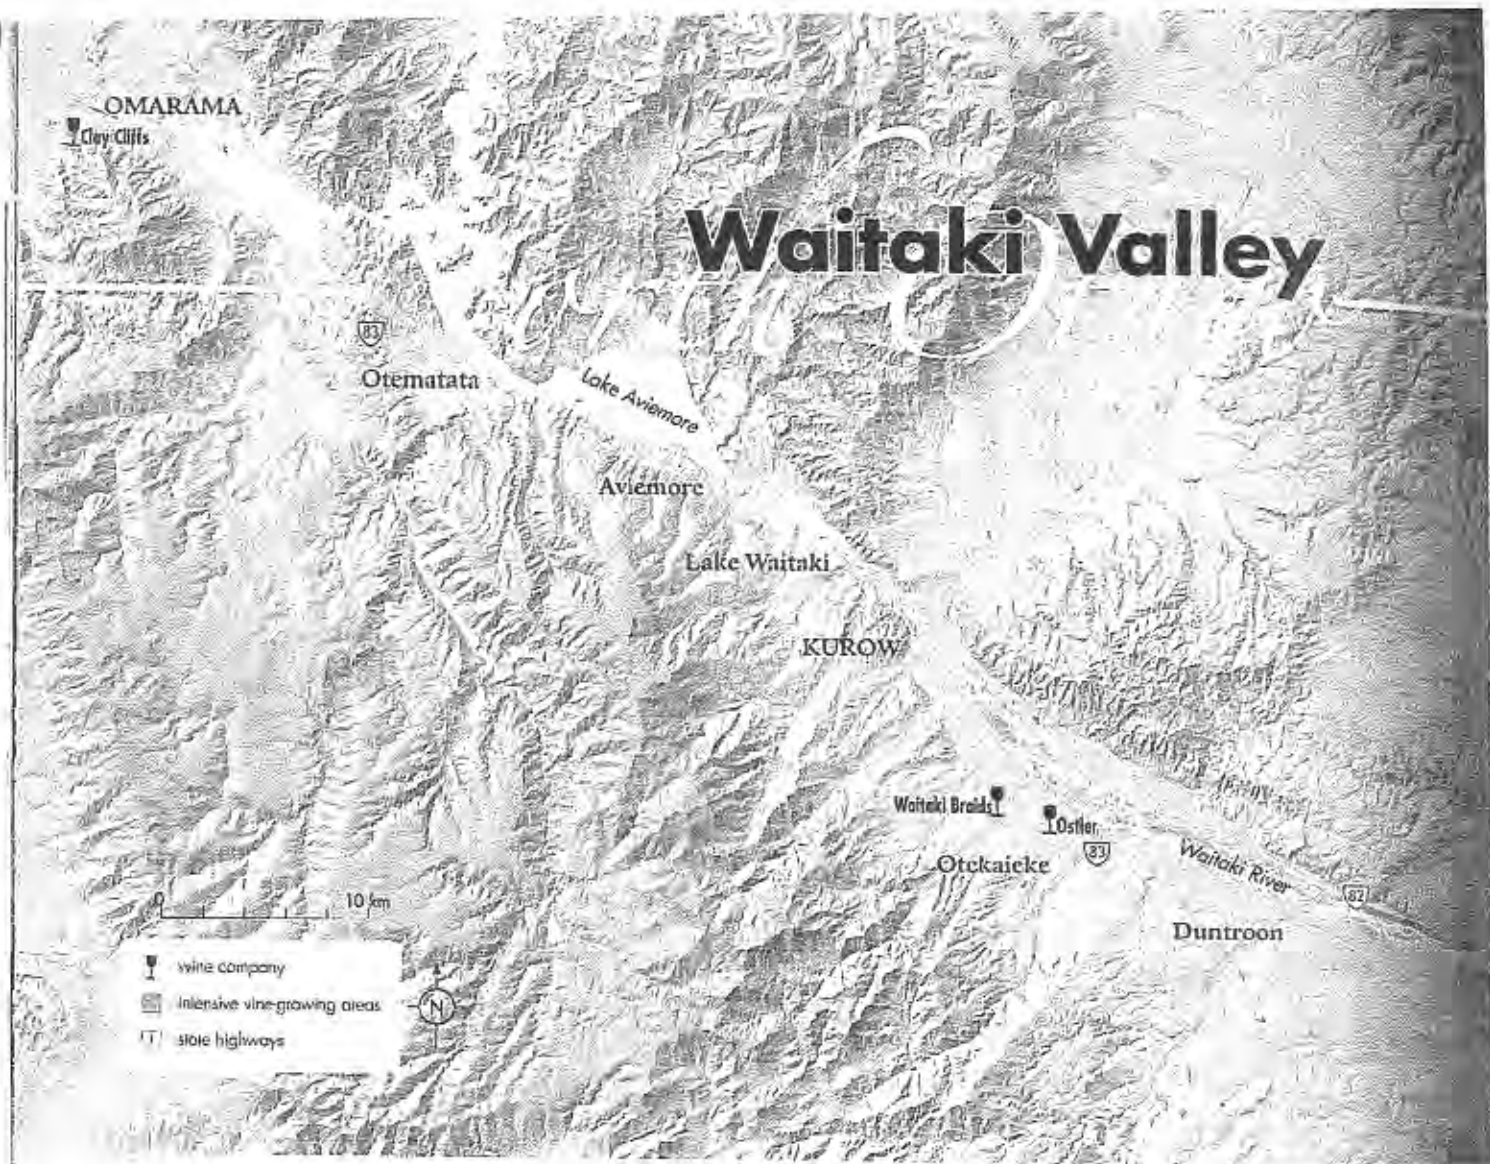 OMARAMA
Clay Cliffs
Waitaki Valley
83
Otematata
Lake Aviemore
Aviemore
Lake Waitaki
KUROW
Waitaki Braids
Ostler
83
Otekaieke
Waitaki River
82
Duntroon
0 10 km
wine company
intensive vine-growing areas
N
state highways